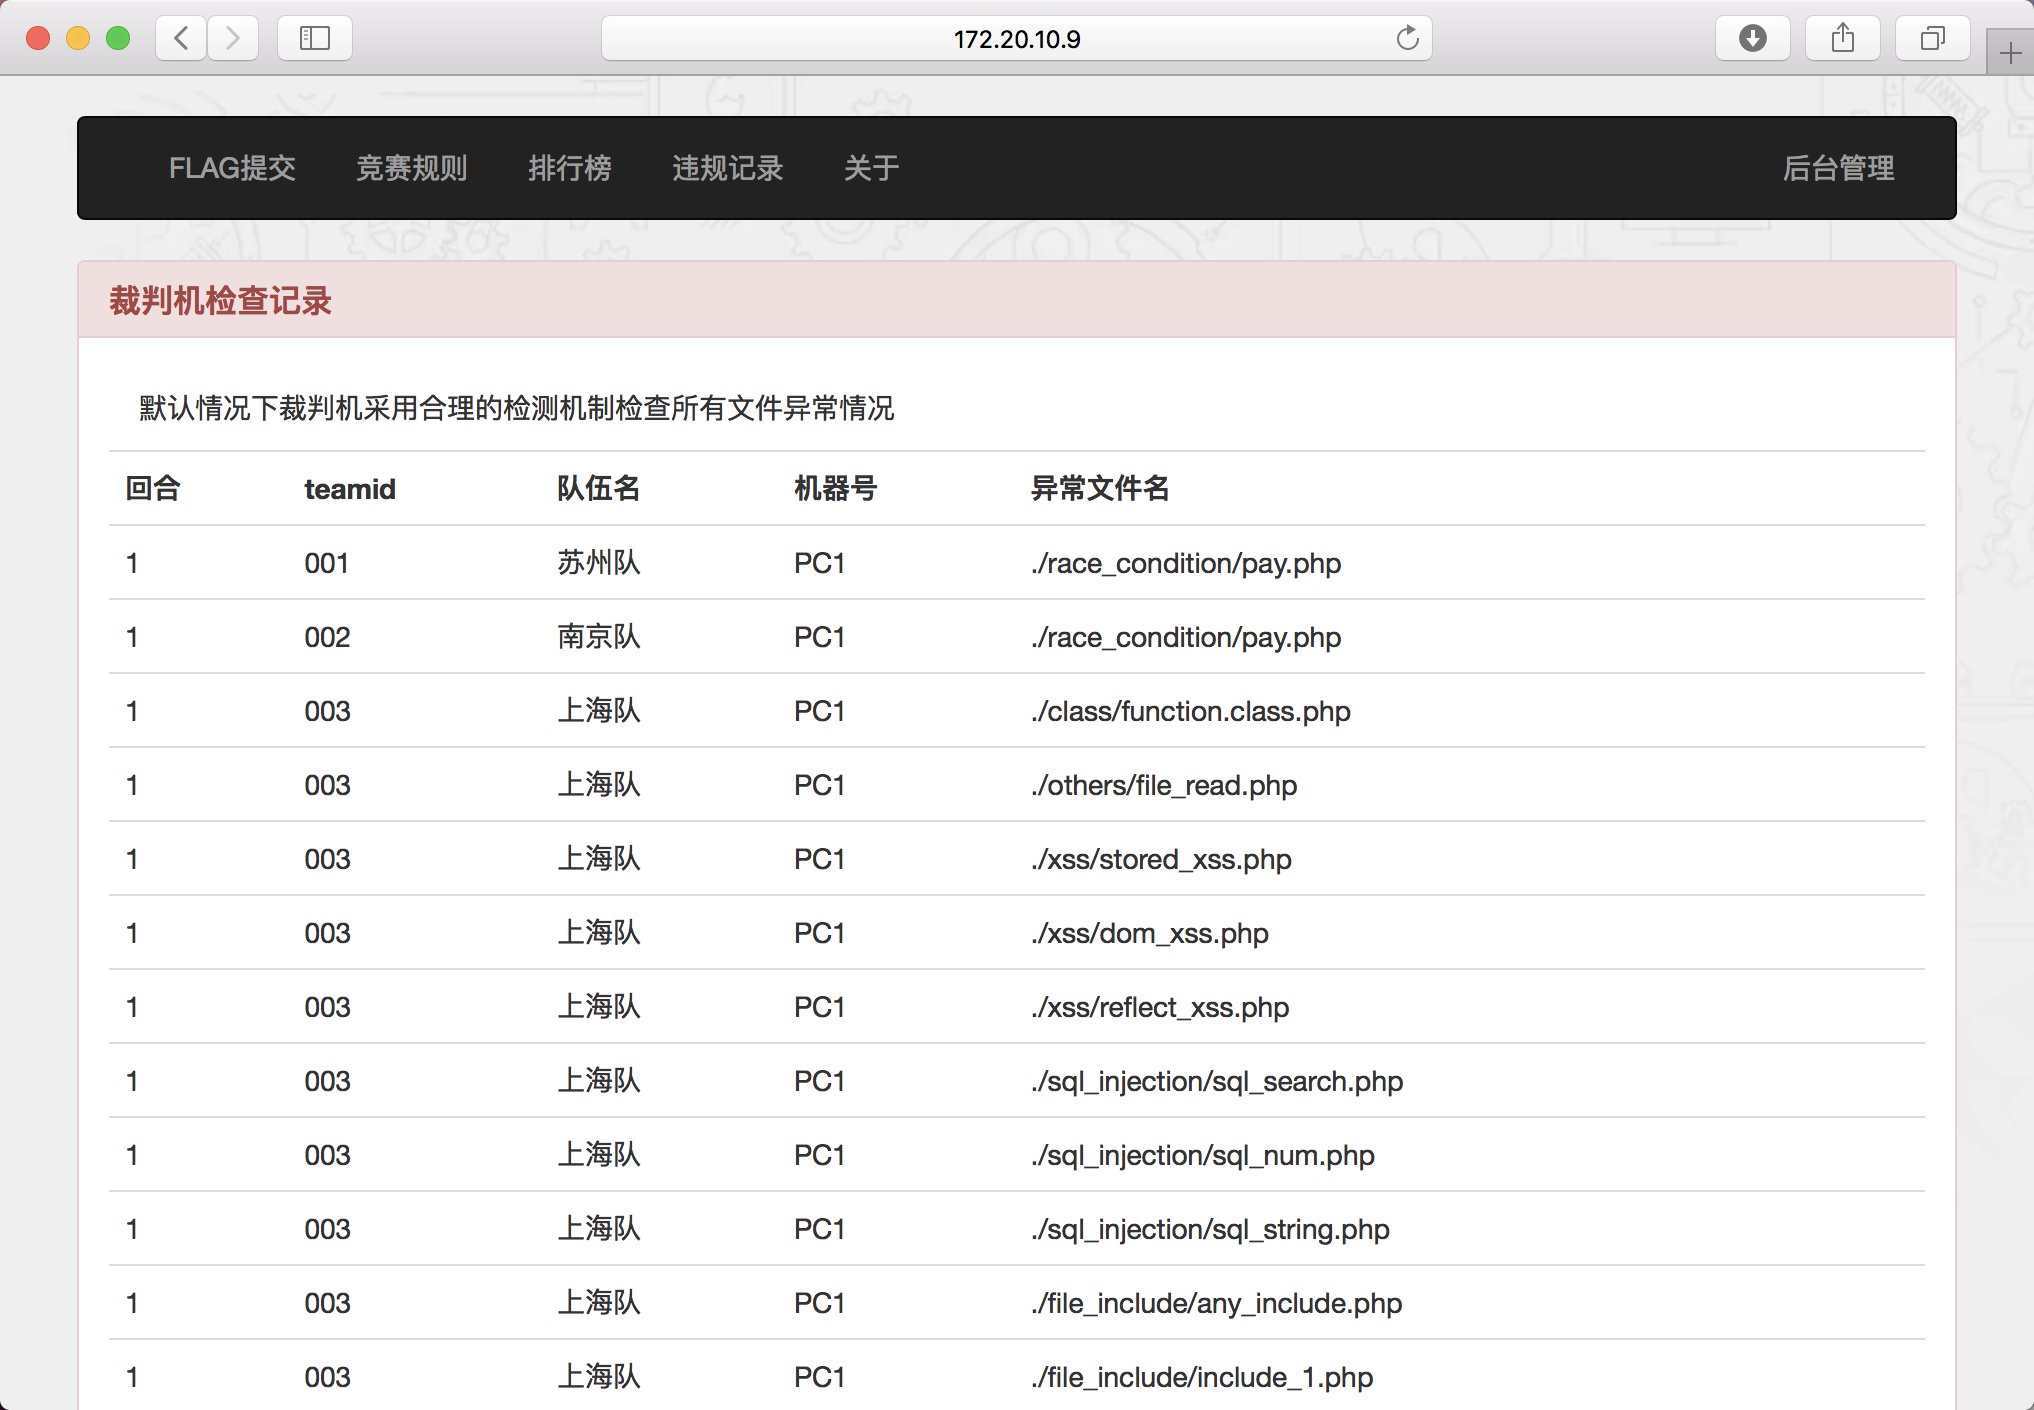 172.20.10.9
FLAG提交 竞赛规则 排行榜 违规记录 关于 后台管理
裁判机检查记录
默认情况下裁判机采用合理的检测机制检查所有文件异常情况
回合 teamid 队伍名 机器号 异常文件名
1 001 苏州队 PC1 ./race_condition/pay.php
1 002 南京队 PC1 ./race_condition/pay.php
1 003 上海队 PC1 ./class/function.class.php
1 003 上海队 PC1 ./others/file_read.php
1 003 上海队 PC1 ./xss/stored_xss.php
1 003 上海队 PC1 ./xss/dom_xss.php
1 003 上海队 PC1 ./xss/reflect_xss.php
1 003 上海队 PC1 ./sql_injection/sql_search.php
1 003 上海队 PC1 ./sql_injection/sql_num.php
1 003 上海队 PC1 ./sql_injection/sql_string.php
1 003 上海队 PC1 ./file_include/any_include.php
1 003 上海队 PC1 ./file_include/include_1.php